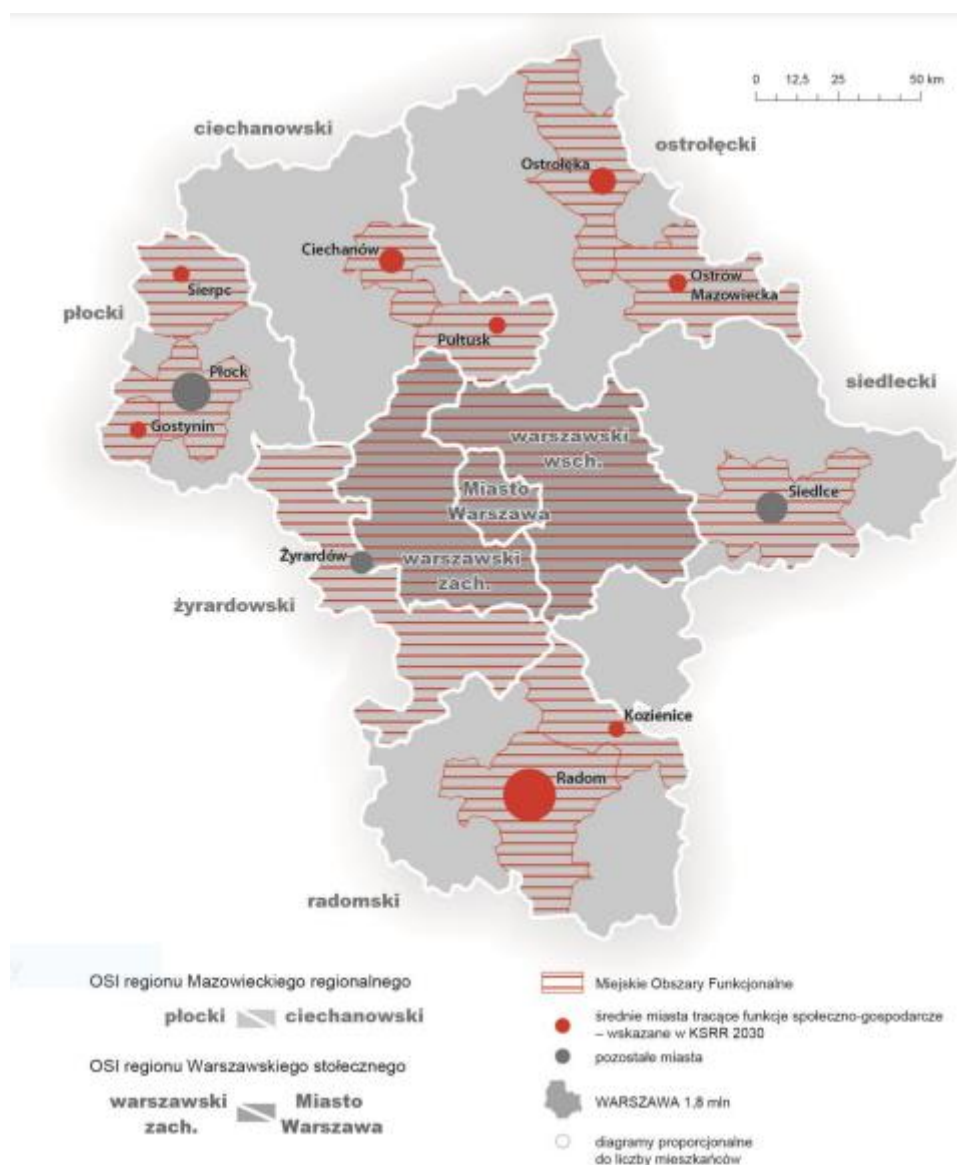 0 12,5 25 50 km
ciechanowski
ostrołęcki
Ostrołęka
Ciechanów
Sierpc
Ostrów
Mazowiecka
płocki
Pułtusk
Płock
siedlecki
Gostynin
warszawski
wsch.
Miasto
Warszawa
Siedlce
Żyrardów
warszawski
zach.
żyrardowski
Kozienice
Radom
radomski
OSI regionu Mazowieckiego regionalnego
płocki ciechanowski
OSI regionu Warszawskiego stołecznego
warszawski
zach.
Miasto
Warszawa
Miejskie Obszary Funkcjonalne
średnie miasta tracące funkcje społeczno-gospodarcze
– wskazane w KSRR 2030
pozostałe miasta
WARSZAWA 1,8 mln
diagramy proporcjonalne
do liczby mieszkańców